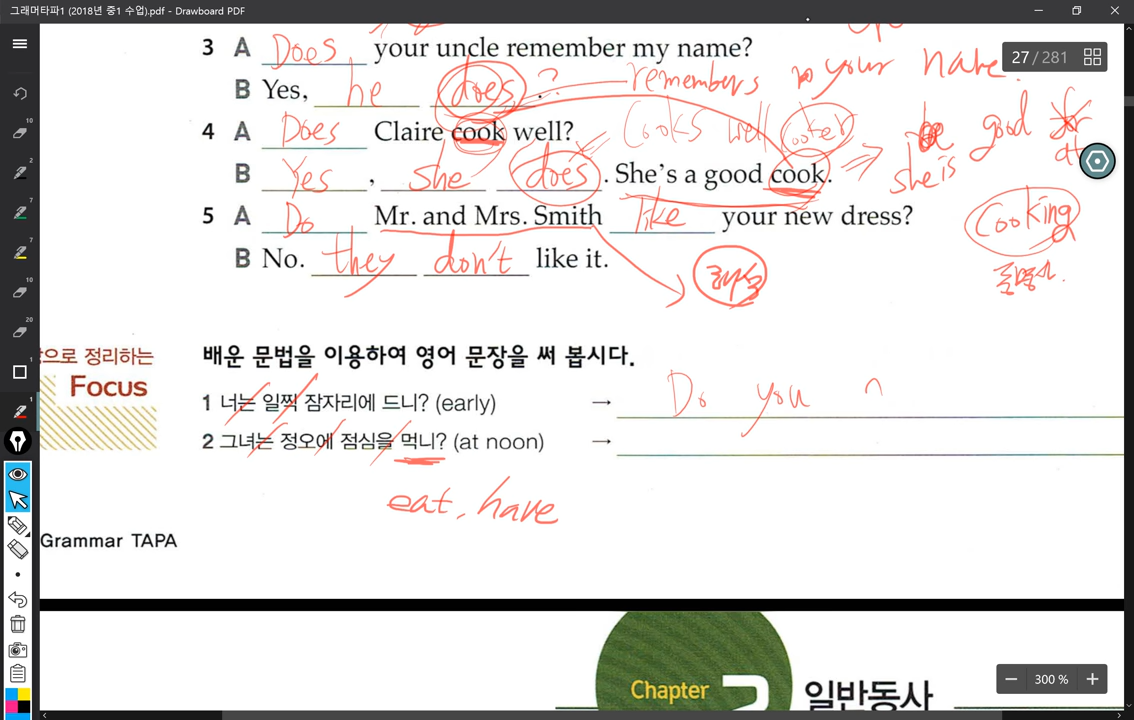 그래머타파1 (2018년 중1 수업).pdf - Drawboard PDF
27 / 281
3 A Does your uncle remember my name?
B Yes, he does. ? remembers your name.
4 A Does Claire cook well? Cooks well
B Yes, she does. She's a good cook. ⇒ she is good at
Cooking
5 A Do Mr. and Mrs. Smith like your new dress?
B No. they don't like it.
으로 정리하는
Focus
배운 문법을 이용하여 영어 문장을 써 봅시다.
1 너는 일찍 잠자리에 드니? (early) → Do you
2 그녀는 정오에 점심을 먹니? (at noon) →
eat, have
Grammar TAPA
Chapter
일반동사
300 %